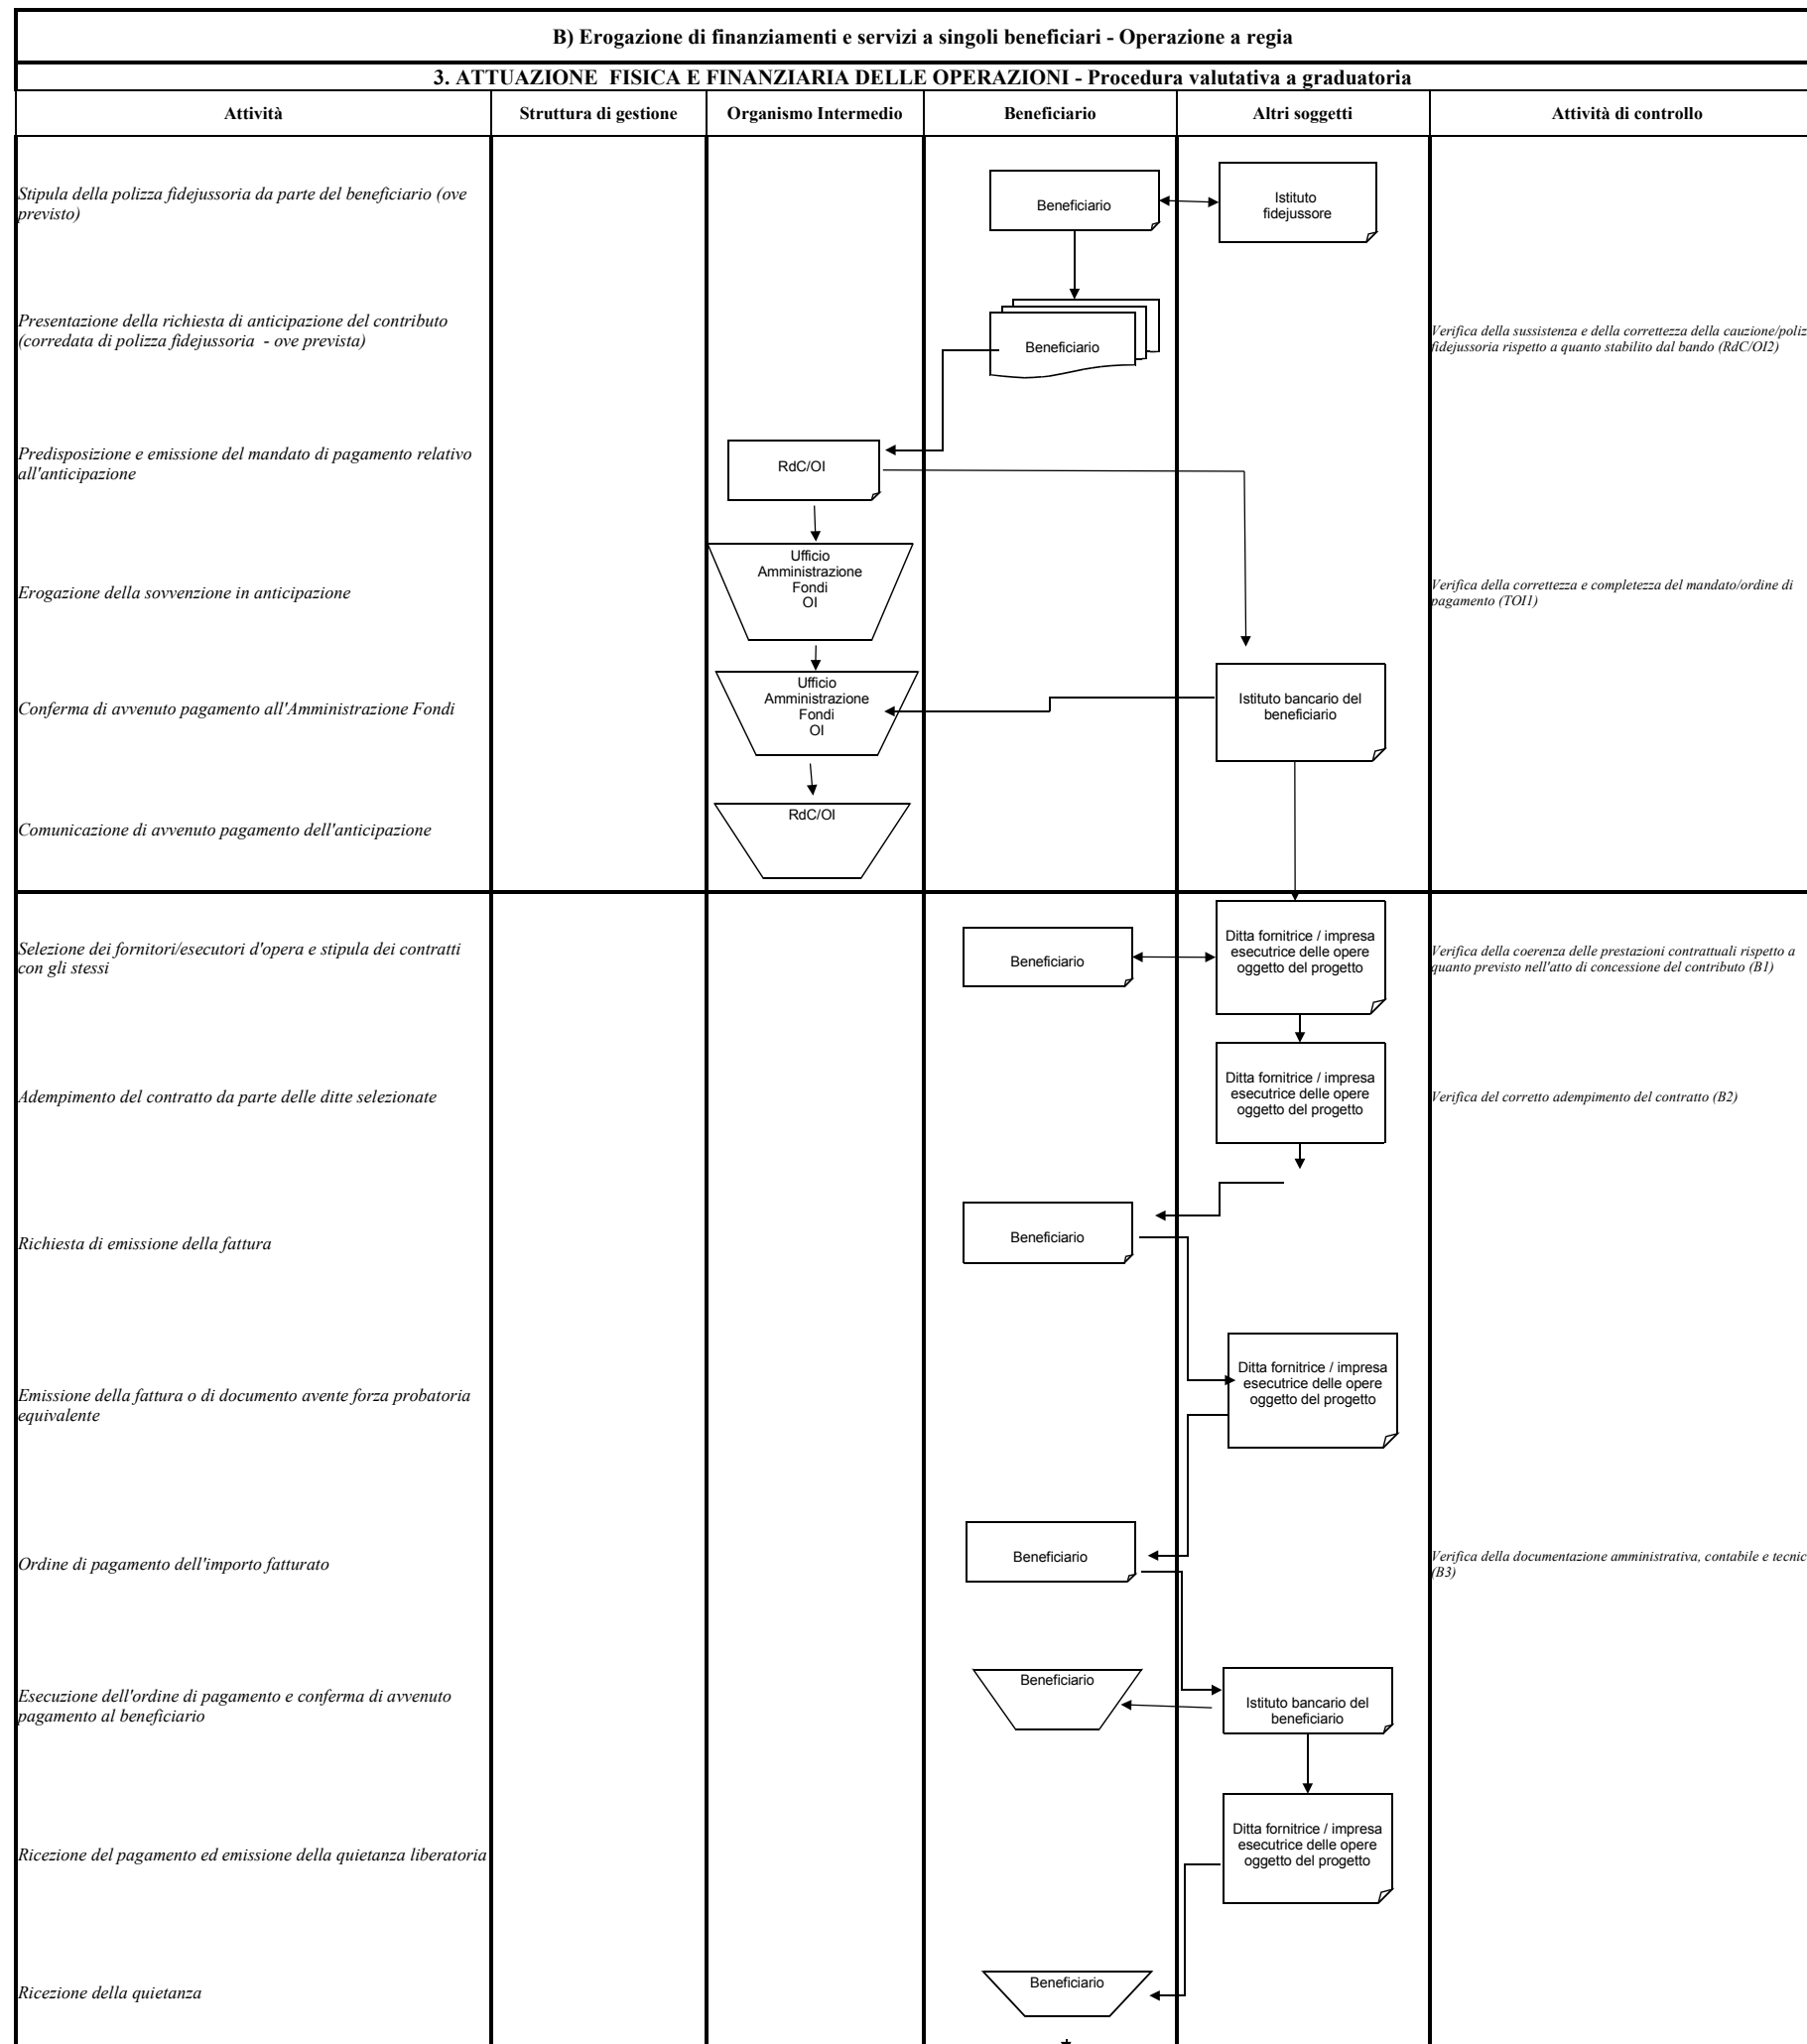 B) Erogazione di finanziamenti e servizi a singoli beneficiari - Operazione a regia
3. ATTUAZIONE FISICA E FINANZIARIA DELLE OPERAZIONI - Procedura valutativa a graduatoria
Attività
Struttura di gestione
Organismo Intermedio
Beneficiario
Altri soggetti
Attività di controllo
Stipula della polizza fidejussoria da parte del beneficiario (ove
previsto)
Beneficiario
Istituto
fidejussore
Presentazione della richiesta di anticipazione del contributo
(corredata di polizza fidejussoria - ove prevista)
Beneficiario
Verifica della sussistenza e della correttezza della cauzione/poliz
fidejussoria rispetto a quanto stabilito dal bando (RdC/OI2)
Predisposizione e emissione del mandato di pagamento relativo
all'anticipazione
RdC/OI
Erogazione della sovvenzione in anticipazione
Ufficio
Amministrazione
Fondi
OI
Verifica della correttezza e completezza del mandato/ordine di
pagamento (TOI1)
Conferma di avvenuto pagamento all'Amministrazione Fondi
Ufficio
Amministrazione
Fondi
OI
Istituto bancario del
beneficiario
Comunicazione di avvenuto pagamento dell'anticipazione
RdC/OI
Selezione dei fornitori/esecutori d'opera e stipula dei contratti
con gli stessi
Beneficiario
Ditta fornitrice / impresa
esecutrice delle opere
oggetto del progetto
Verifica della coerenza delle prestazioni contrattuali rispetto a
quanto previsto nell'atto di concessione del contributo (B1)
Adempimento del contratto da parte delle ditte selezionate
Ditta fornitrice / impresa
esecutrice delle opere
oggetto del progetto
Verifica del corretto adempimento del contratto (B2)
Richiesta di emissione della fattura
Beneficiario
Emissione della fattura o di documento avente forza probatoria
equivalente
Ditta fornitrice / impresa
esecutrice delle opere
oggetto del progetto
Ordine di pagamento dell'importo fatturato
Beneficiario
Verifica della documentazione amministrativa, contabile e tecnic
(B3)
Esecuzione dell'ordine di pagamento e conferma di avvenuto
pagamento al beneficiario
Beneficiario
Istituto bancario del
beneficiario
Ricezione del pagamento ed emissione della quietanza liberatoria
Ditta fornitrice / impresa
esecutrice delle opere
oggetto del progetto
Ricezione della quietanza
Beneficiario